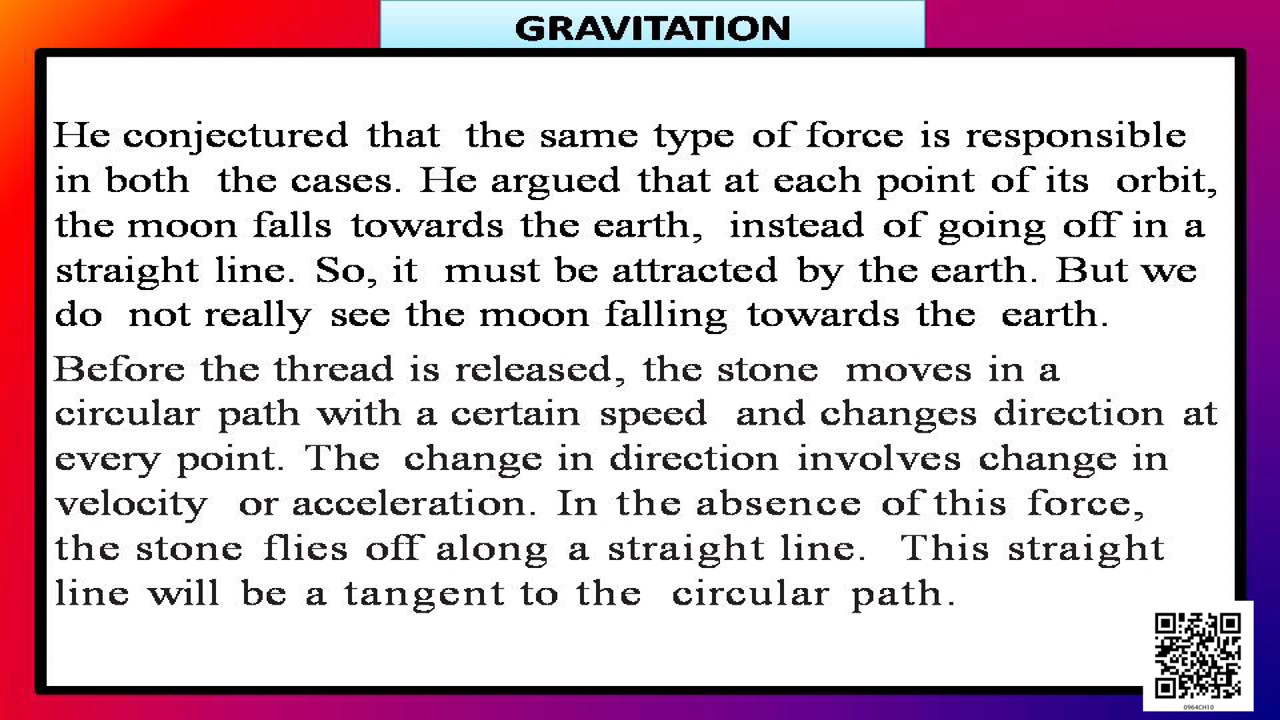 GRAVITATION
He conjectured that the same type of force is responsible
in both the cases. He argued that at each point of its orbit,
the moon falls towards the earth, instead of going off in a
straight line. So, it must be attracted by the earth. But we
do not really see the moon falling towards the earth.
Before the thread is released, the stone moves in a
circular path with a certain speed and changes direction at
every point. The change in direction involves change in
velocity or acceleration. In the absence of this force,
the stone flies off along a straight line. This straight
line will be a tangent to the circular path.
0964CH10